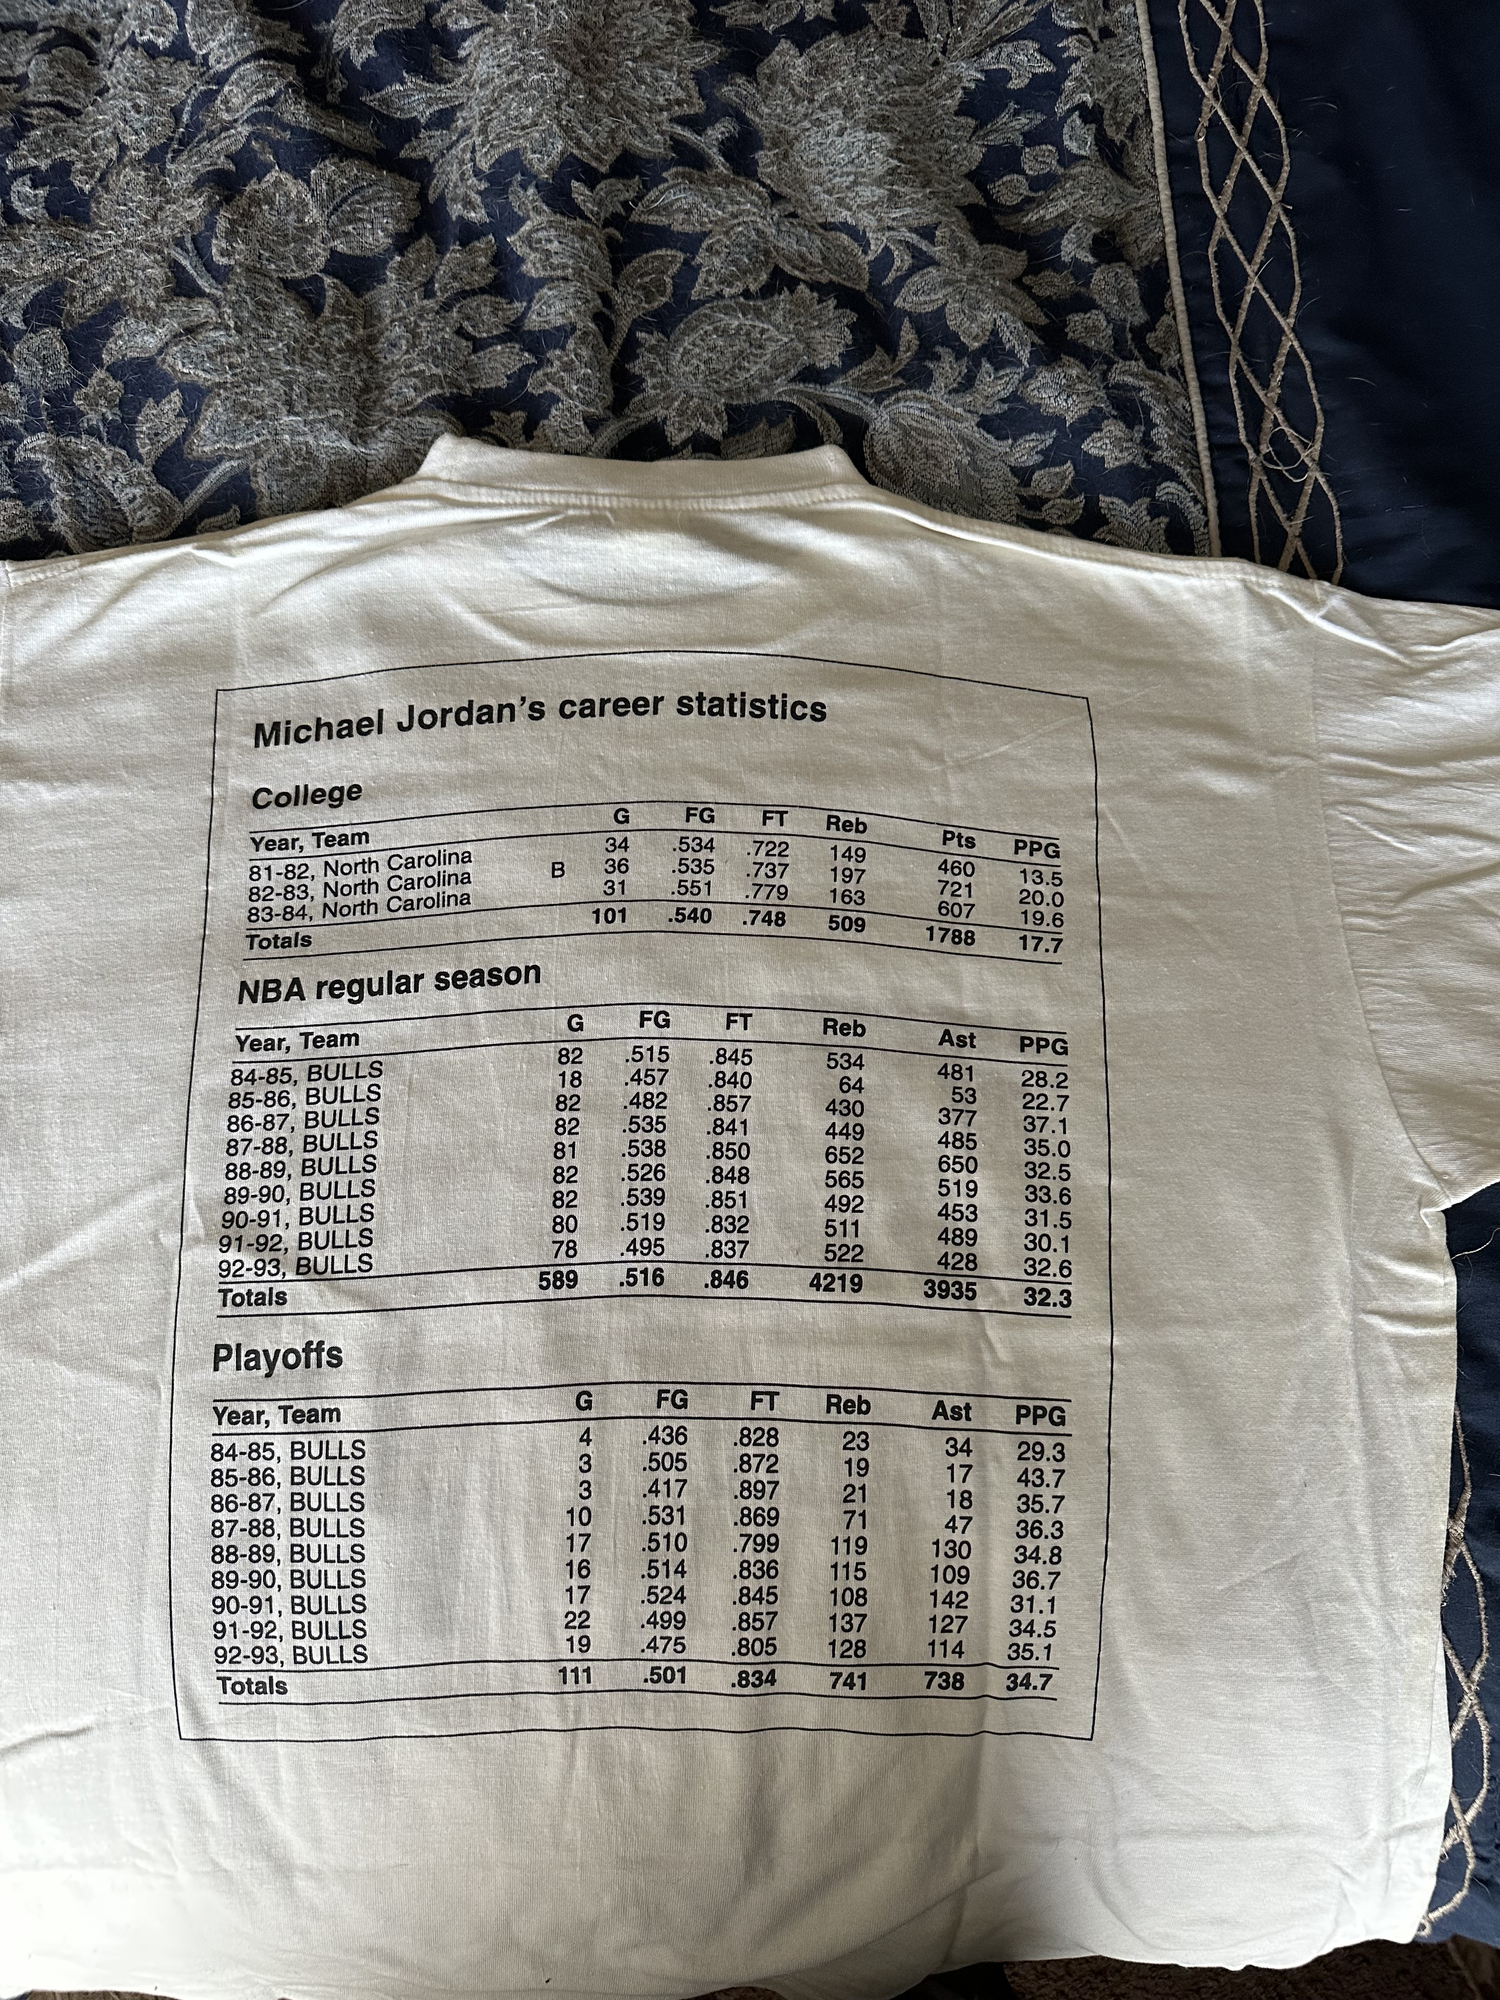 Michael Jordan's career statistics
College
Year, Team G FG FT Reb Pts PPG
81-82, North Carolina 34 .534 .722 149 460 13.5
82-83, North Carolina B 36 .535 .737 197 721 20.0
83-84, North Carolina 31 .551 .779 163 607 19.6
Totals 101 .540 .748 509 1788 17.7
NBA regular season
Year, Team G FG FT Reb Ast PPG
84-85, BULLS 82 .515 .845 534 481 28.2
85-86, BULLS 18 .457 .840 64 53 22.7
86-87, BULLS 82 .482 .857 430 377 37.1
87-88, BULLS 82 .535 .841 449 485 35.0
88-89, BULLS 81 .538 .850 652 650 32.5
89-90, BULLS 82 .526 .848 565 519 33.6
90-91, BULLS 82 .539 .851 492 453 31.5
91-92, BULLS 80 .519 .832 511 489 30.1
92-93, BULLS 78 .495 .837 522 428 32.6
Totals 589 .516 .846 4219 3935 32.3
Playoffs
Year, Team G FG FT Reb Ast PPG
84-85, BULLS 4 .436 .828 23 34 29.3
85-86, BULLS 3 .505 .872 19 17 43.7
86-87, BULLS 3 .417 .897 21 18 35.7
87-88, BULLS 10 .531 .869 71 47 36.3
88-89, BULLS 17 .510 .799 119 130 34.8
89-90, BULLS 16 .514 .836 115 109 36.7
90-91, BULLS 17 .524 .845 108 142 31.1
91-92, BULLS 22 .499 .857 137 127 34.5
92-93, BULLS 19 .475 .805 128 114 35.1
Totals 111 .501 .834 741 738 34.7